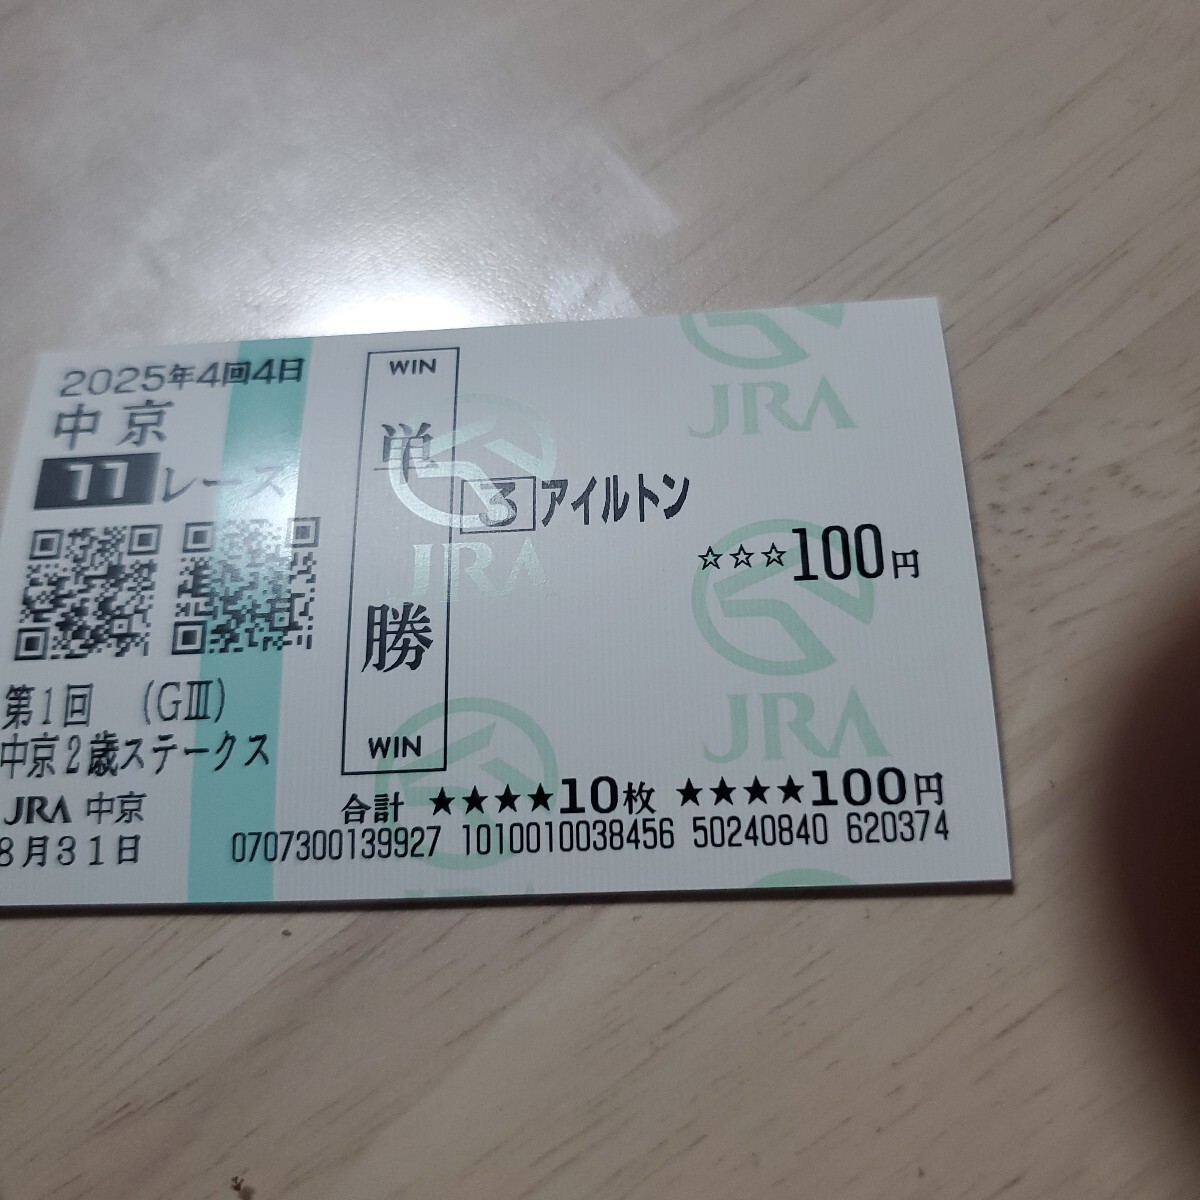 2025年4回4日
中京
11レース
第1回 (GⅢ)
中京2歳ステークス
JRA 中京
8月31日
WIN
単勝
WIN
3 アイルトン
☆☆☆100円
合計 ★★★★10枚 ★★★★100円
0707300139927 1010010038456 50240840 620374
JRA
JRA
JRA